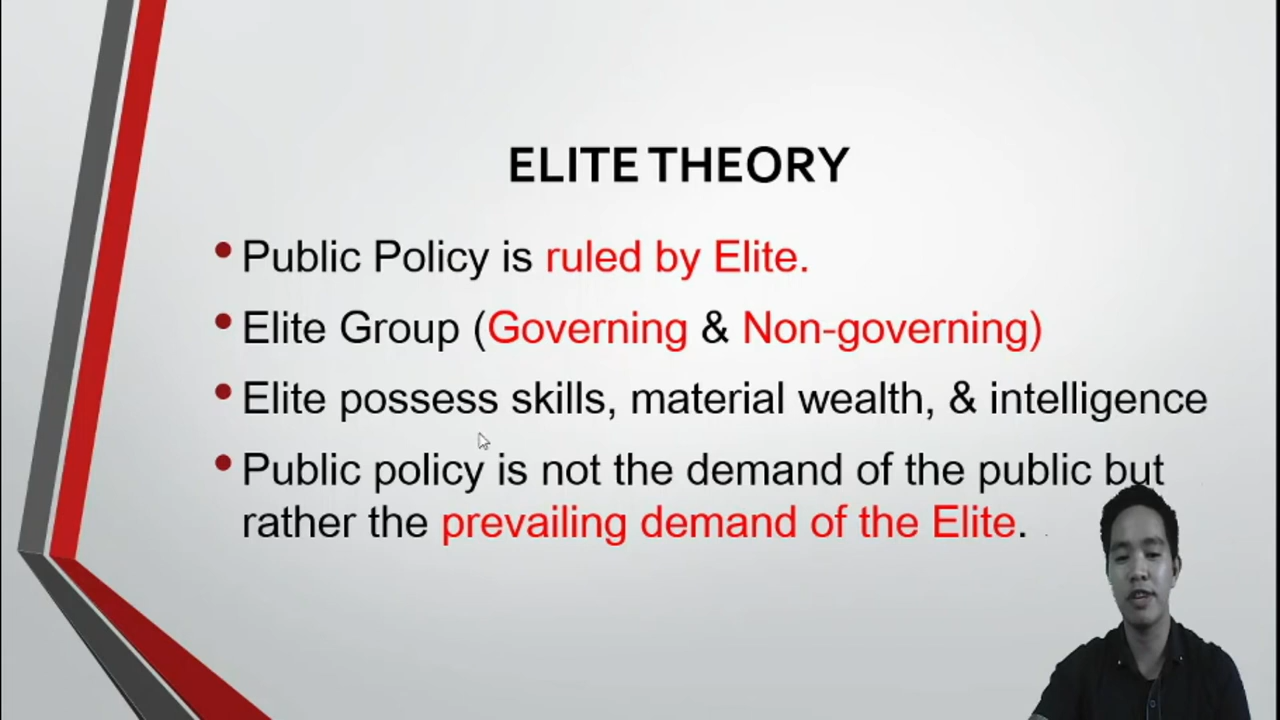 ELITE THEORY
• Public Policy is ruled by Elite.
• Elite Group (Governing & Non-governing)
• Elite possess skills, material wealth, & intelligence
• Public policy is not the demand of the public but
rather the prevailing demand of the Elite.